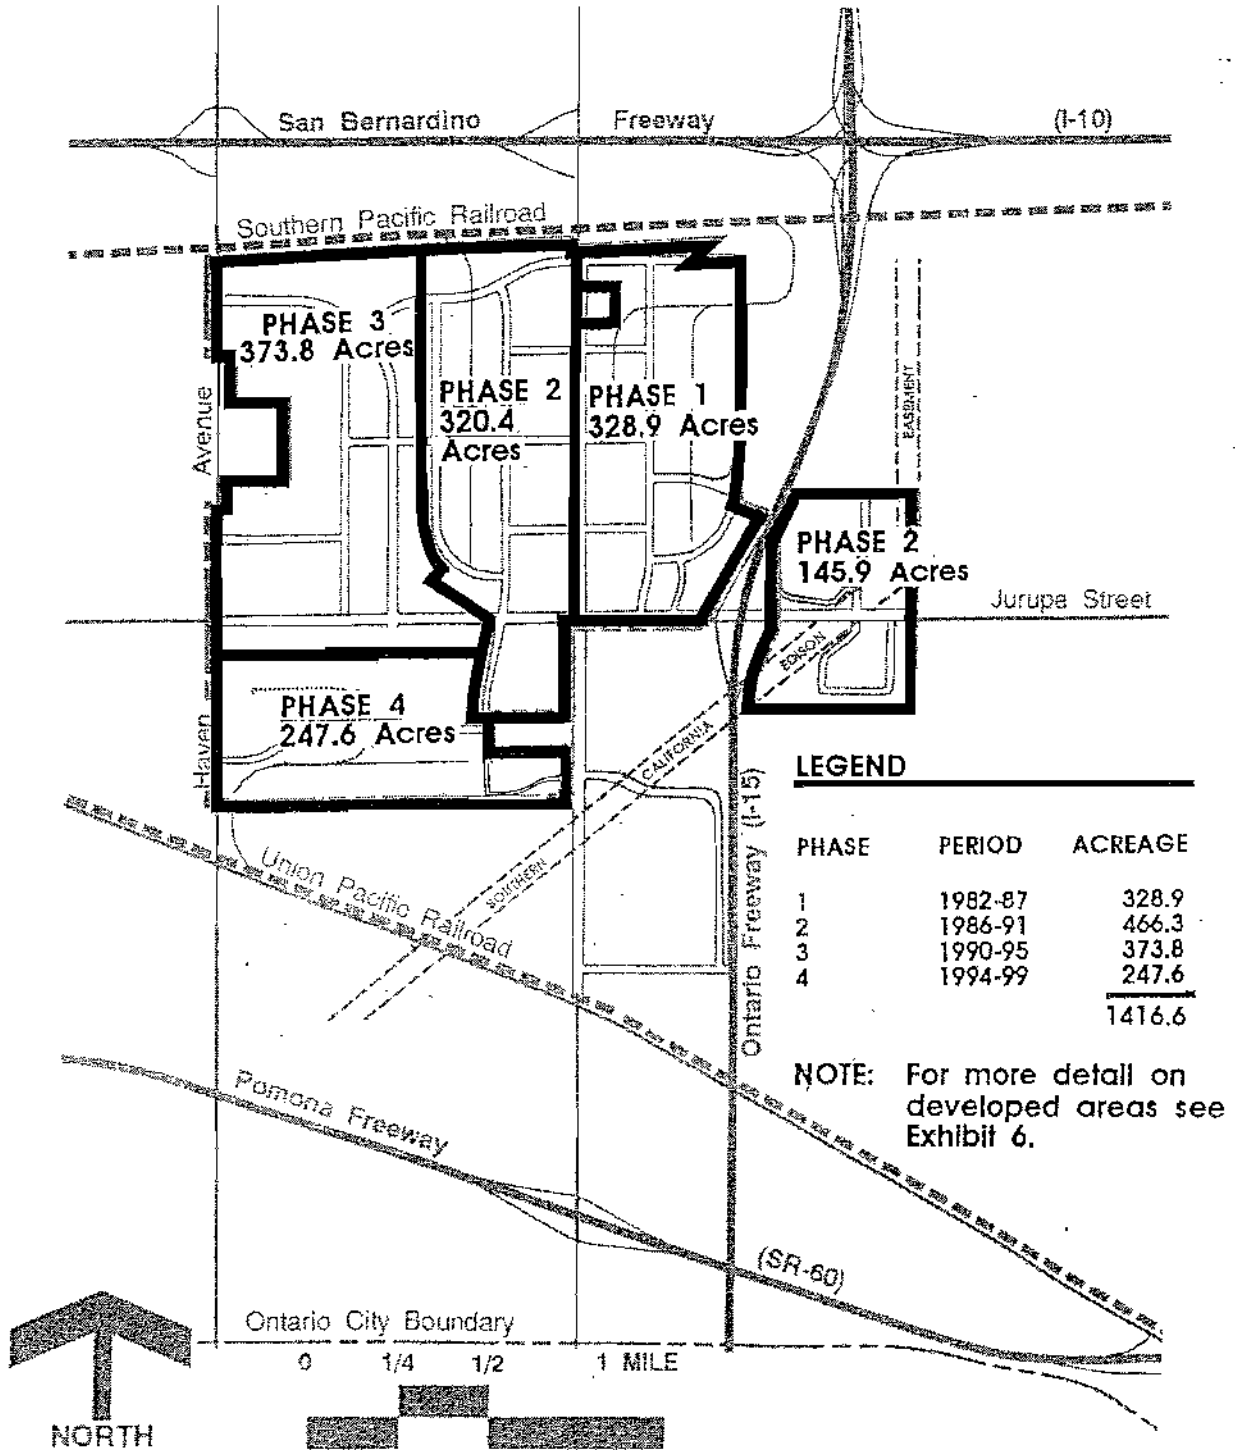 San Bernardino Freeway (I-10)
Southern Pacific Railroad
PHASE 3
373.8 Acres
PHASE 2
320.4
Acres
PHASE 1
328.9 Acres
Haven Avenue
EASEMENT
PHASE 2
145.9 Acres
Jurupa Street
EDISON
CALIFORNIA
SOUTHERN
PHASE 4
247.6 Acres
Ontario Freeway (I-15)
Union Pacific Railroad
LEGEND
PHASE PERIOD ACREAGE
1 1982-87 328.9
2 1986-91 466.3
3 1990-95 373.8
4 1994-99 247.6
1416.6
NOTE: For more detail on
developed areas see
Exhibit 6.
Pomona Freeway
(SR-60)
Ontario City Boundary
0 1/4 1/2 1 MILE
NORTH